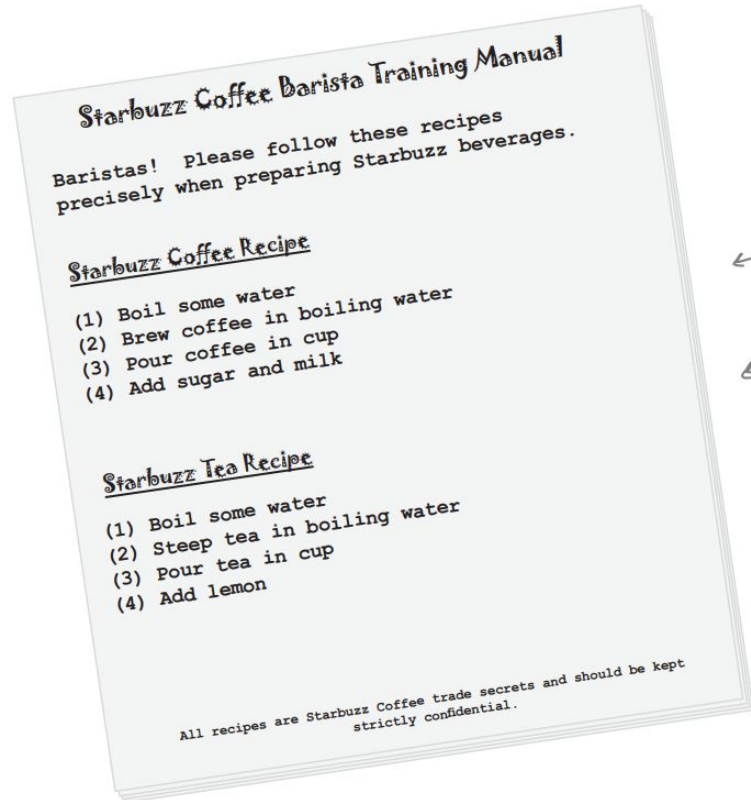 Starbuzz Coffee Barista Training Manual
Baristas! Please follow these recipes
precisely when preparing Starbuzz beverages.
Starbuzz Coffee Recipe
(1) Boil some water
(2) Brew coffee in boiling water
(3) Pour coffee in cup
(4) Add sugar and milk
Starbuzz Tea Recipe
(1) Boil some water
(2) Steep tea in boiling water
(3) Pour tea in cup
(4) Add lemon
All recipes are Starbuzz Coffee trade secrets and should be kept
strictly confidential.